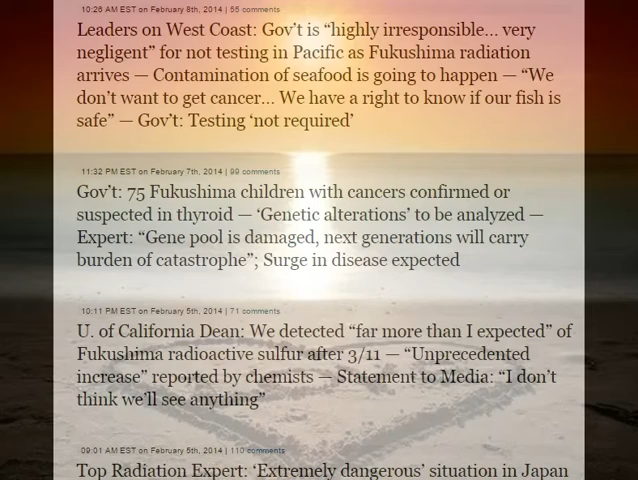 10:26 AM EST on February 8th, 2014 | 55 comments
Leaders on West Coast: Gov’t is “highly irresponsible... very
negligent” for not testing in Pacific as Fukushima radiation
arrives — Contamination of seafood is going to happen — “We
don’t want to get cancer... We have a right to know if our fish is
safe” — Gov’t: Testing ‘not required’
11:32 PM EST on February 7th, 2014 | 99 comments
Gov’t: 75 Fukushima children with cancers confirmed or
suspected in thyroid — ‘Genetic alterations’ to be analyzed —
Expert: “Gene pool is damaged, next generations will carry
burden of catastrophe”; Surge in disease expected
10:11 PM EST on February 5th, 2014 | 71 comments
U. of California Dean: We detected “far more than I expected” of
Fukushima radioactive sulfur after 3/11 — “Unprecedented
increase” reported by chemists — Statement to Media: “I don’t
think we’ll see anything”
09:01 AM EST on February 5th, 2014 | 110 comments
Top Radiation Expert: ‘Extremely dangerous’ situation in Japan